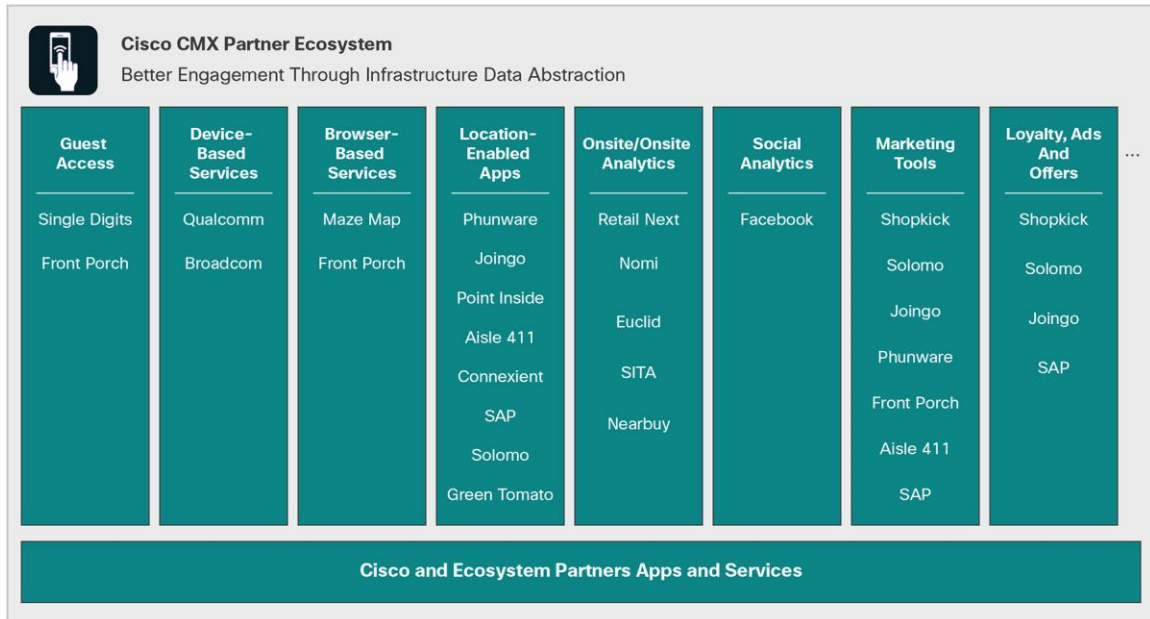 Cisco CMX Partner Ecosystem
Better Engagement Through Infrastructure Data Abstraction
Guest
Access
Single Digits
Front Porch
Device-
Based
Services
Qualcomm
Broadcom
Browser-
Based
Services
Maze Map
Front Porch
Location-
Enabled
Apps
Phunware
Joingo
Point Inside
Aisle 411
Connexient
SAP
Solomo
Green Tomato
Onsite/Onsite
Analytics
Retail Next
Nomi
Euclid
SITA
Nearbuy
Social
Analytics
Facebook
Marketing
Tools
Shopkick
Solomo
Joingo
Phunware
Front Porch
Aisle 411
SAP
Loyalty, Ads
And
Offers
Shopkick
Solomo
Joingo
SAP
...
Cisco and Ecosystem Partners Apps and Services